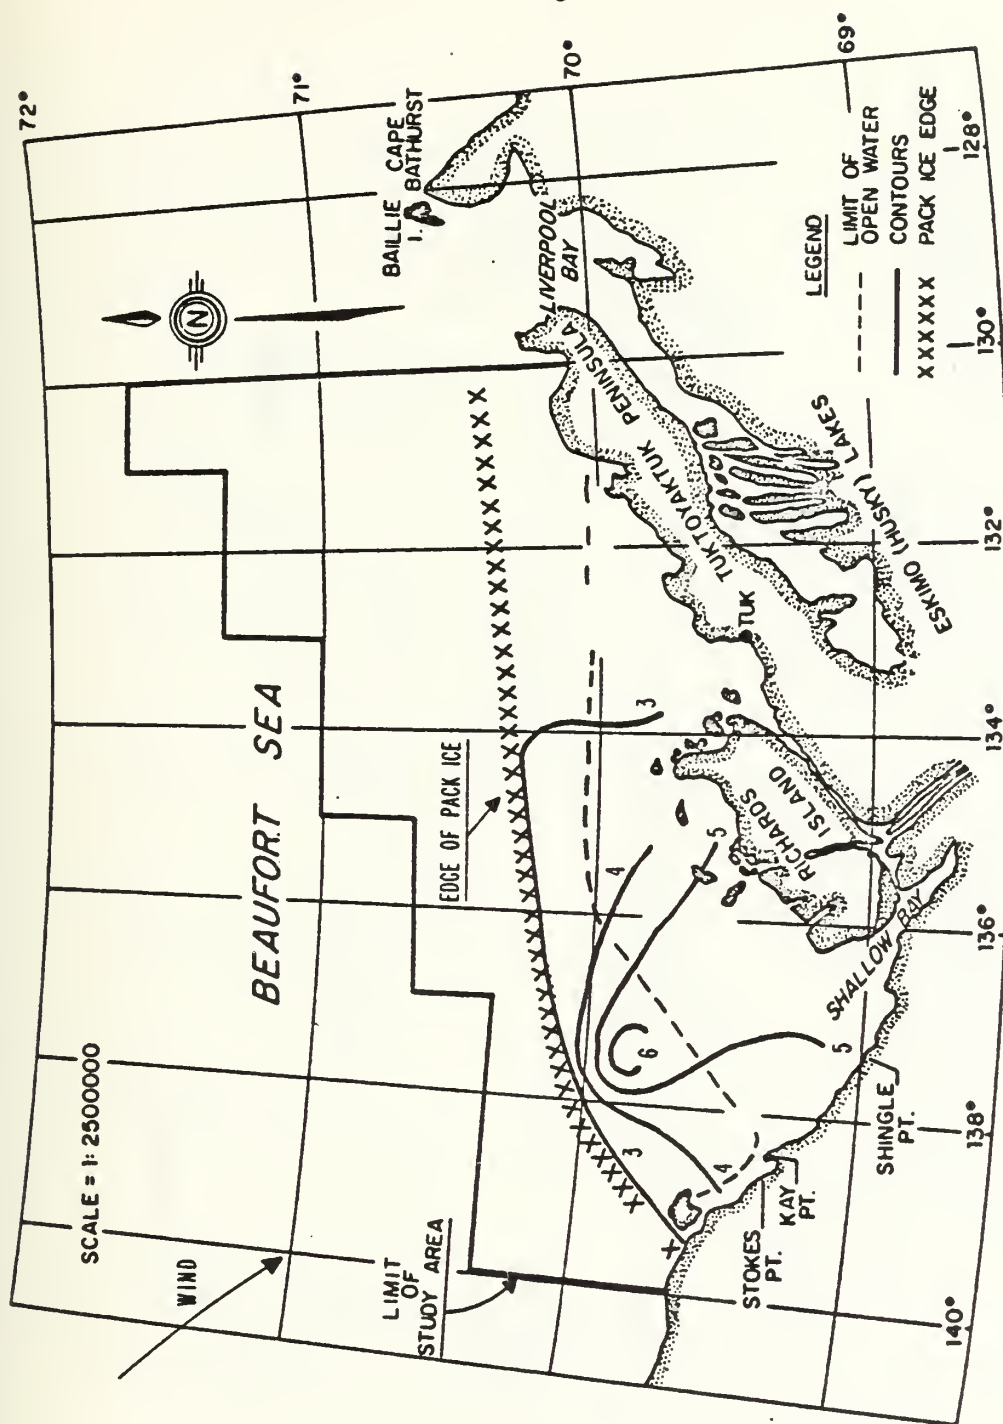 72°
71°
70°
69°
BAILLIE I.
CAPE BATHURST
N
LIVERPOOL
BAY
LEGEND
LIMIT OF
OPEN WATER
CONTOURS
XXXXXX PACK ICE EDGE
128°
130°
132°
134°
136°
138°
140°
TUKTOYAKTUK PENINSULA
ESKIMO (HUSKY) LAKES
TUK
BEAUFORT SEA
EDGE OF PACK ICE
3
4
5
6
5
3
4
RICHARDS
ISLAND
SHALLOW BAY
SHINGLE
PT.
KAY
PT.
STOKES
PT.
SCALE = 1: 2500000
WIND
LIMIT
OF
STUDY AREA